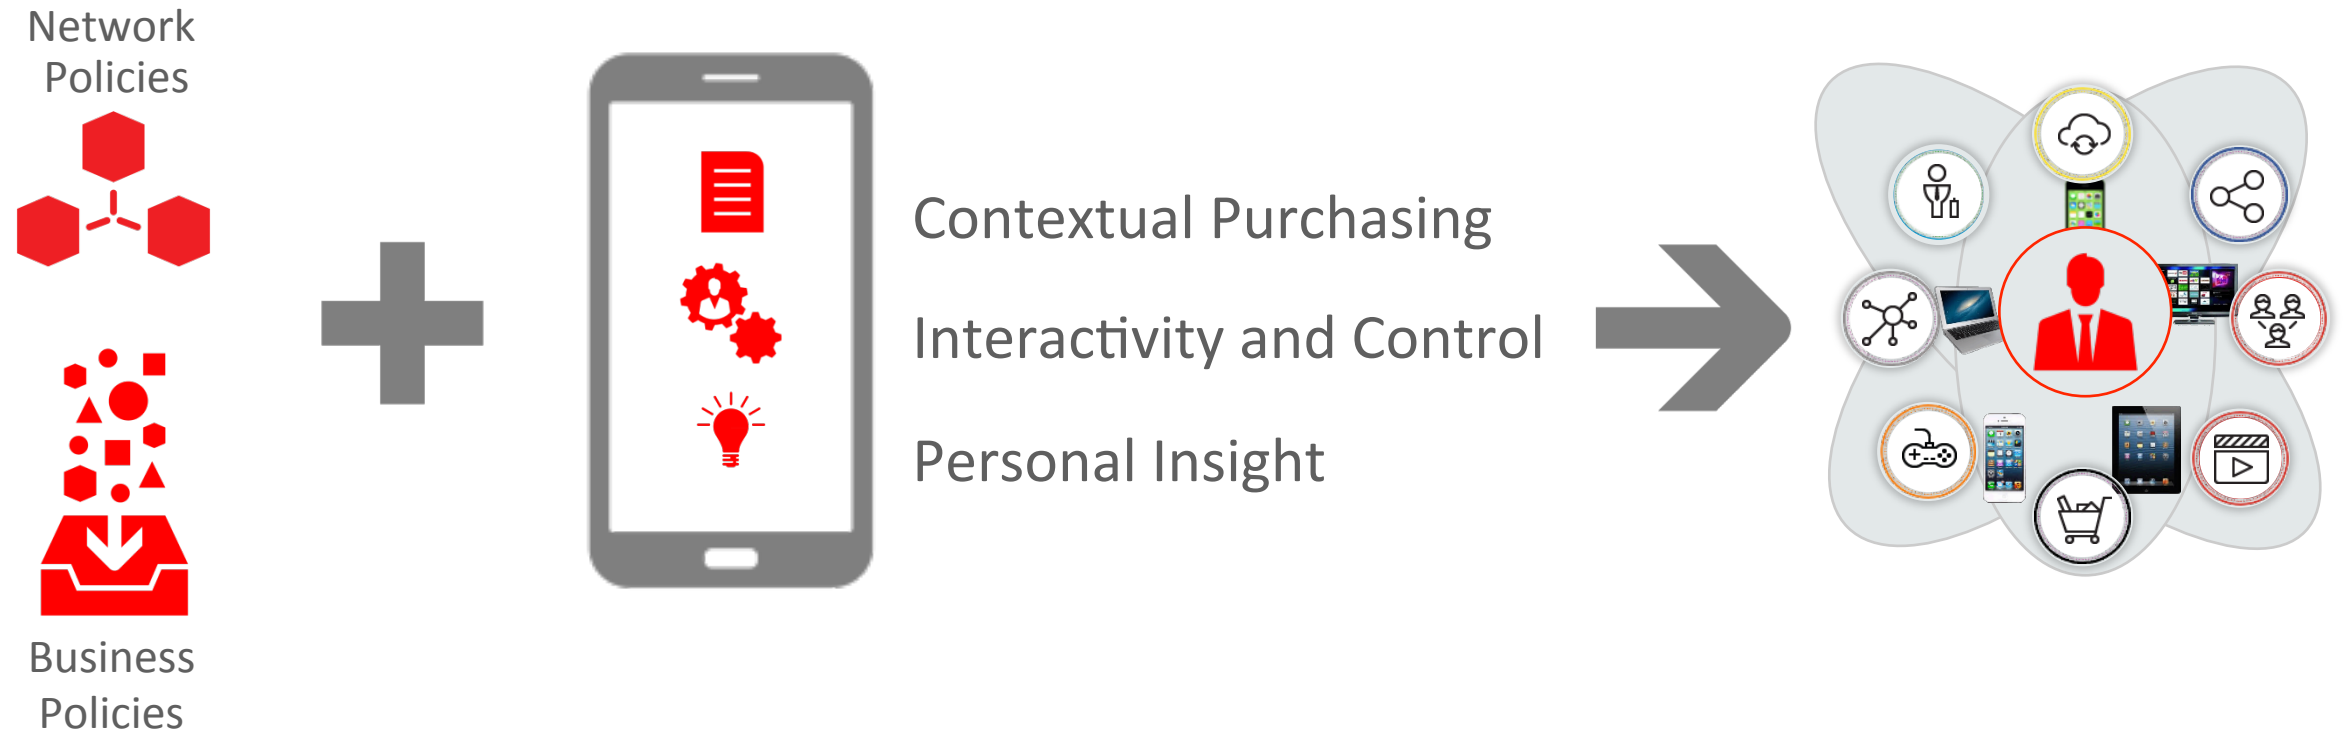 Network
Policies
Contextual Purchasing
Interactivity and Control
Personal Insight
Business
Policies